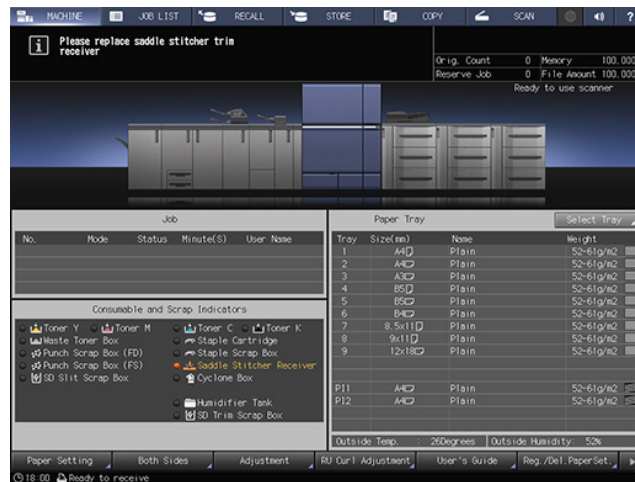 MACHINE JOB LIST RECALL STORE COPY SCAN ?
i Please replace saddle stitcher trim
receiver
Orig. Count 0 Memory 100.000
Reserve Job 0 File Amount 100.000
Ready to use scanner
Job
No. Mode Status Minute(S) User Name
Paper Tray Select Tray
Tray Size(mm) Name Weight
1 A4 Plain 52-61g/m2
2 A4 Plain 52-61g/m2
3 A3 Plain 52-61g/m2
4 B5 Plain 52-61g/m2
5 B5 Plain 52-61g/m2
6 B4 Plain 52-61g/m2
7 8.5x11 Plain 52-61g/m2
8 9x11 Plain 52-61g/m2
9 12x18 Plain 52-61g/m2
PI1 A4 Plain 52-61g/m2
PI2 A4 Plain 52-61g/m2
Consumable and Scrap Indicators
Toner Y Toner M Toner C Toner K
Waste Toner Box Staple Cartridge
Punch Scrap Box (FD) Staple Scrap Box
Punch Scrap Box (FS) Saddle Stitcher Receiver
SD Slit Scrap Box Cyclone Box
Humidifier Tank
SD Trim Scrap Box
Outside Temp. : 26Degrees Outside Humidity: 52%
Paper Setting Both Sides Adjustment RU Curl Adjustment User's Guide Reg./Del.PaperSet.
18:00 Ready to receive